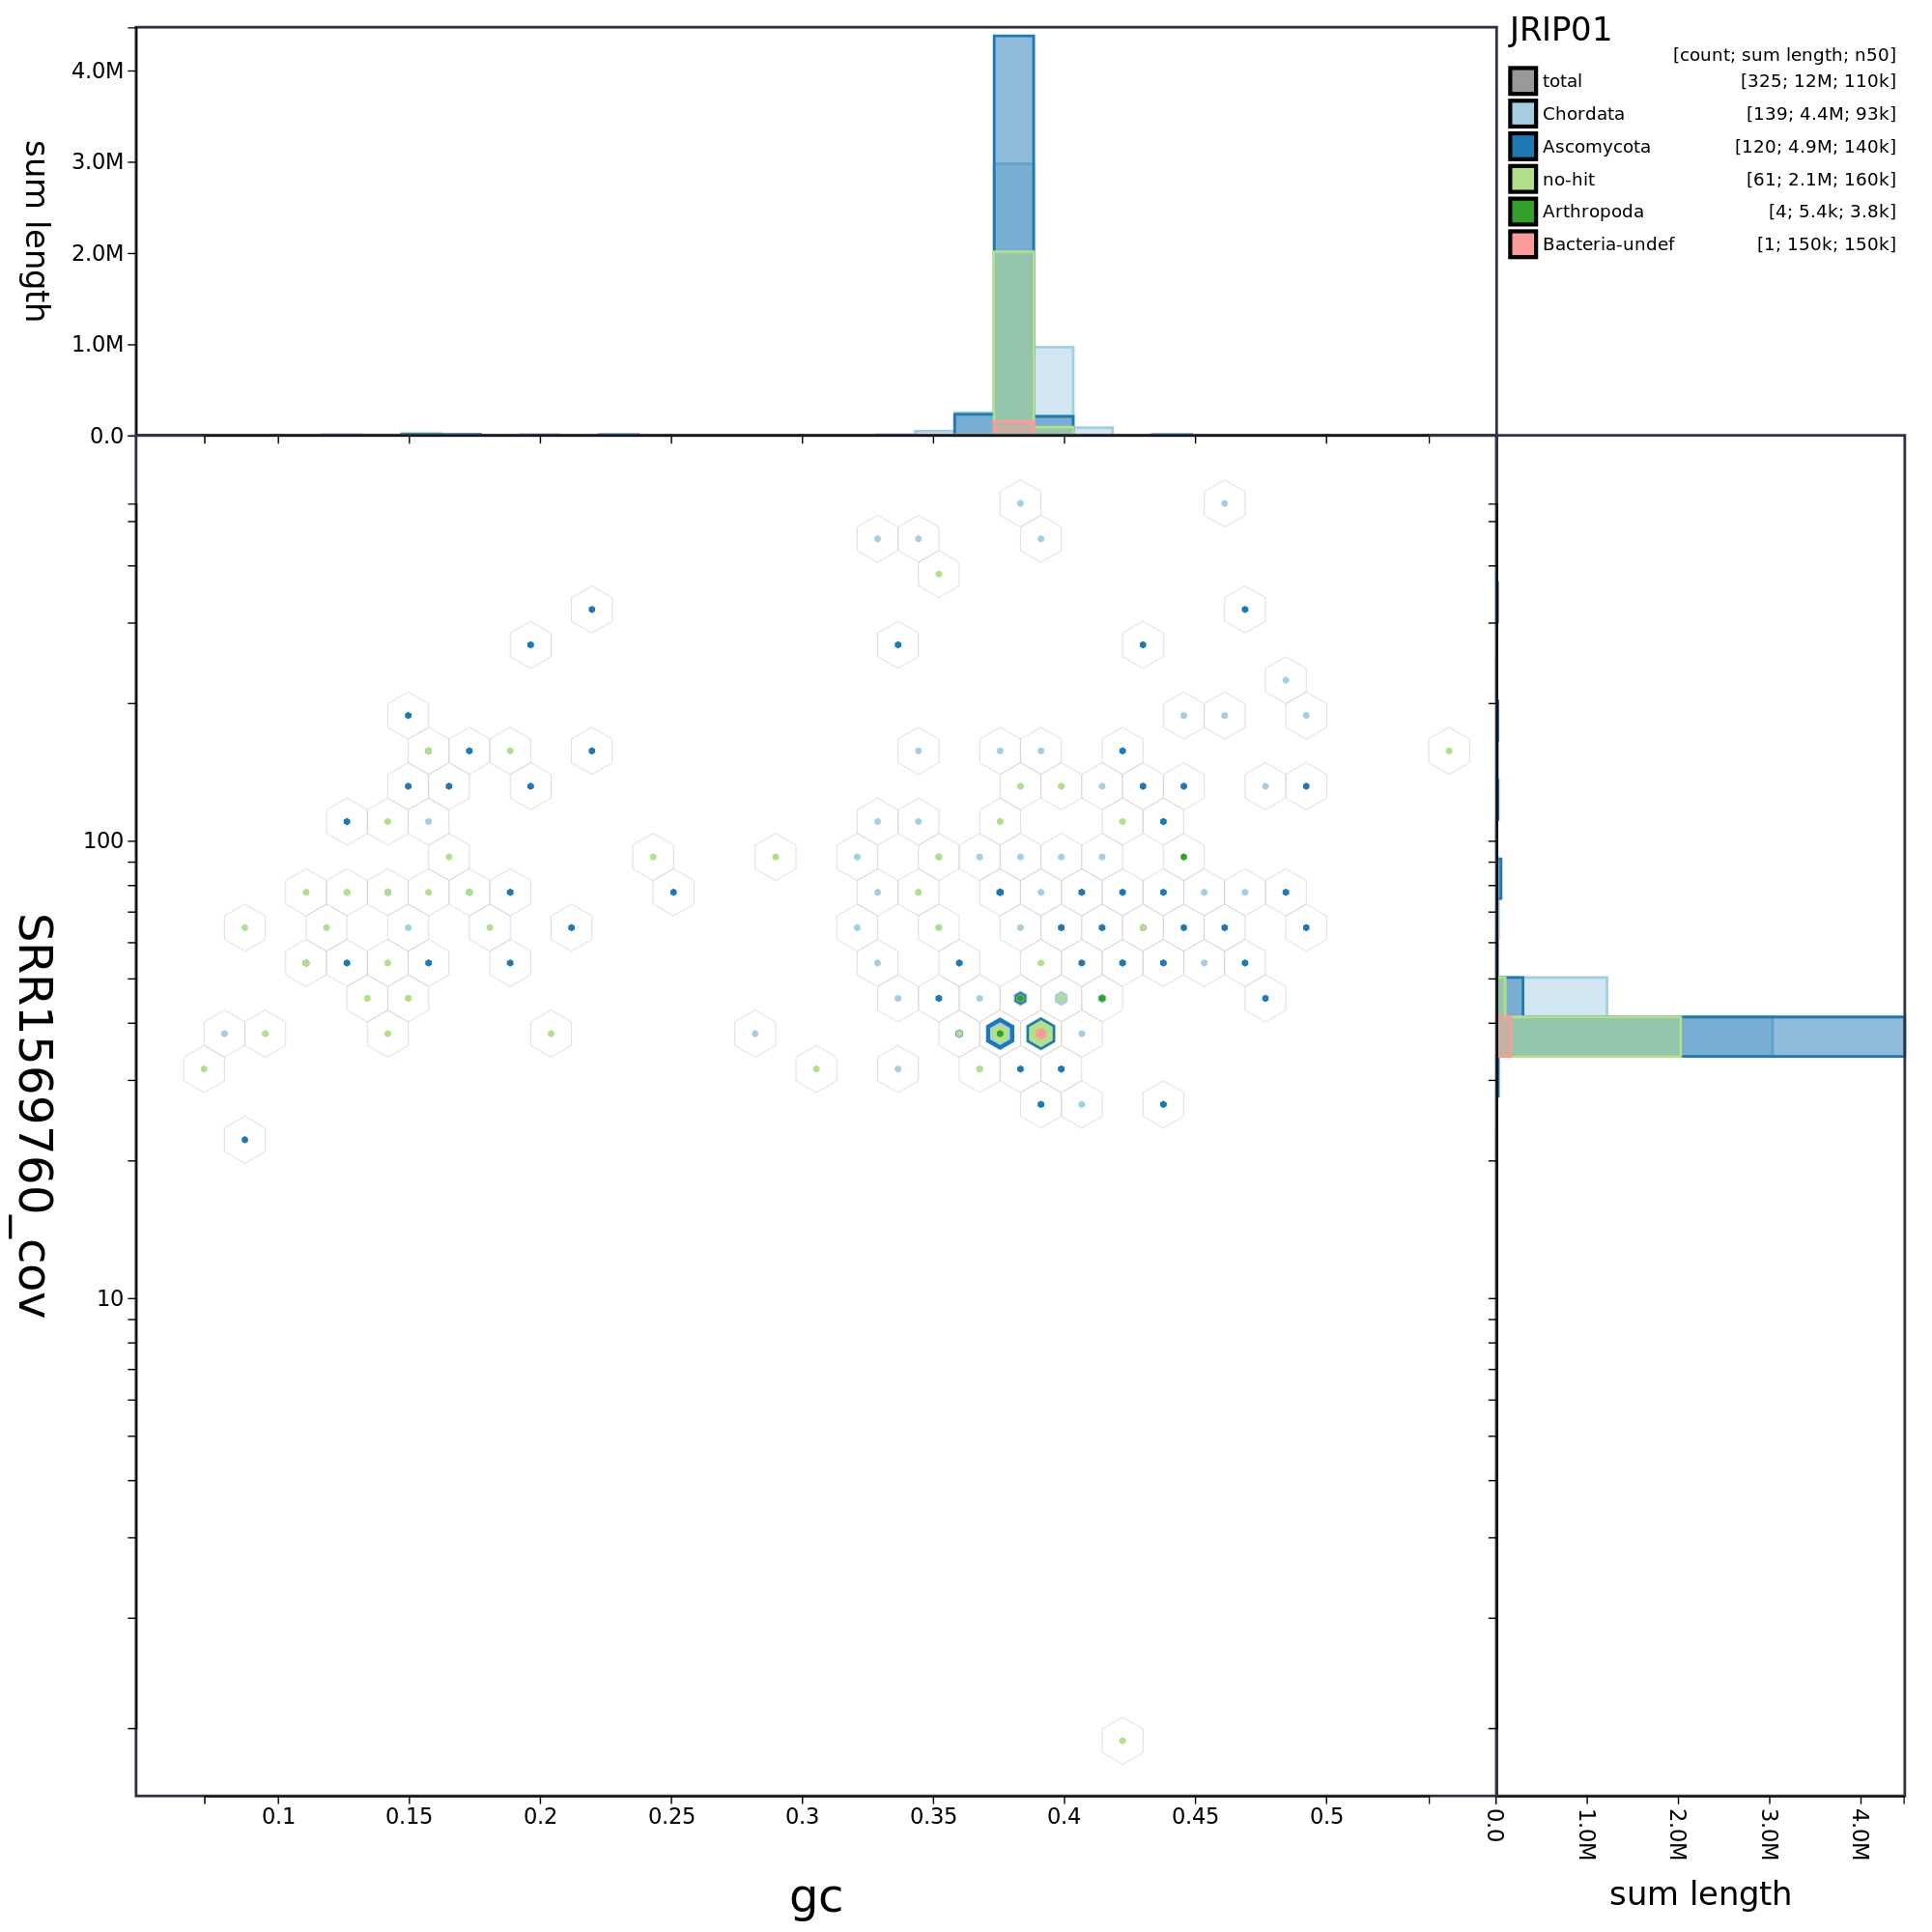 JRIP01
[count; sum length; n50]
total [325; 12M; 110k]
Chordata [139; 4.4M; 93k]
Ascomycota [120; 4.9M; 140k]
no-hit [61; 2.1M; 160k]
Arthropoda [4; 5.4k; 3.8k]
Bacteria-undef [1; 150k; 150k]
sum length
4.0M
3.0M
2.0M
1.0M
0.0
SRR1569760_cov
100
10
0.1 0.15 0.2 0.25 0.3 0.35 0.4 0.45 0.5
gc
0.0 1.0M 2.0M 3.0M 4.0M
sum length